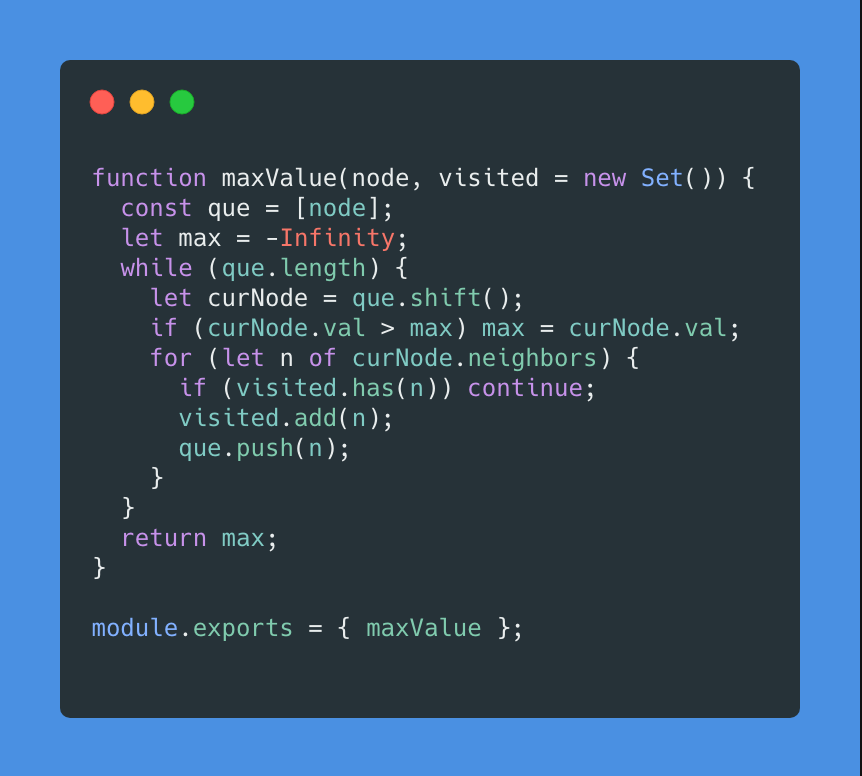 function maxValue(node, visited = new Set()) {
  const que = [node];
  let max = -Infinity;
  while (que.length) {
    let curNode = que.shift();
    if (curNode.val > max) max = curNode.val;
    for (let n of curNode.neighbors) {
      if (visited.has(n)) continue;
      visited.add(n);
      que.push(n);
    }
  }
  return max;
}

module.exports = { maxValue };